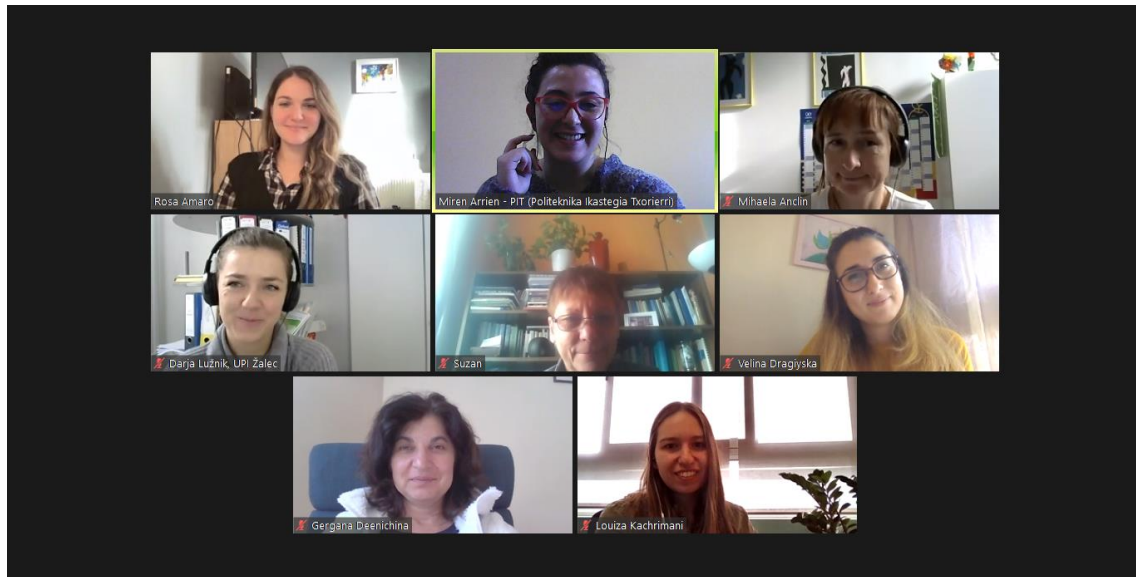 Rosa Amaro
Miren Arrien - PIT (Politeknika Ikastegia Txorierri)
Mihaela Anclin
Darja Lužnik, UPI Žalec
Suzan
Velina Dragiyska
Gergana Deenichina
Louiza Kachrimani